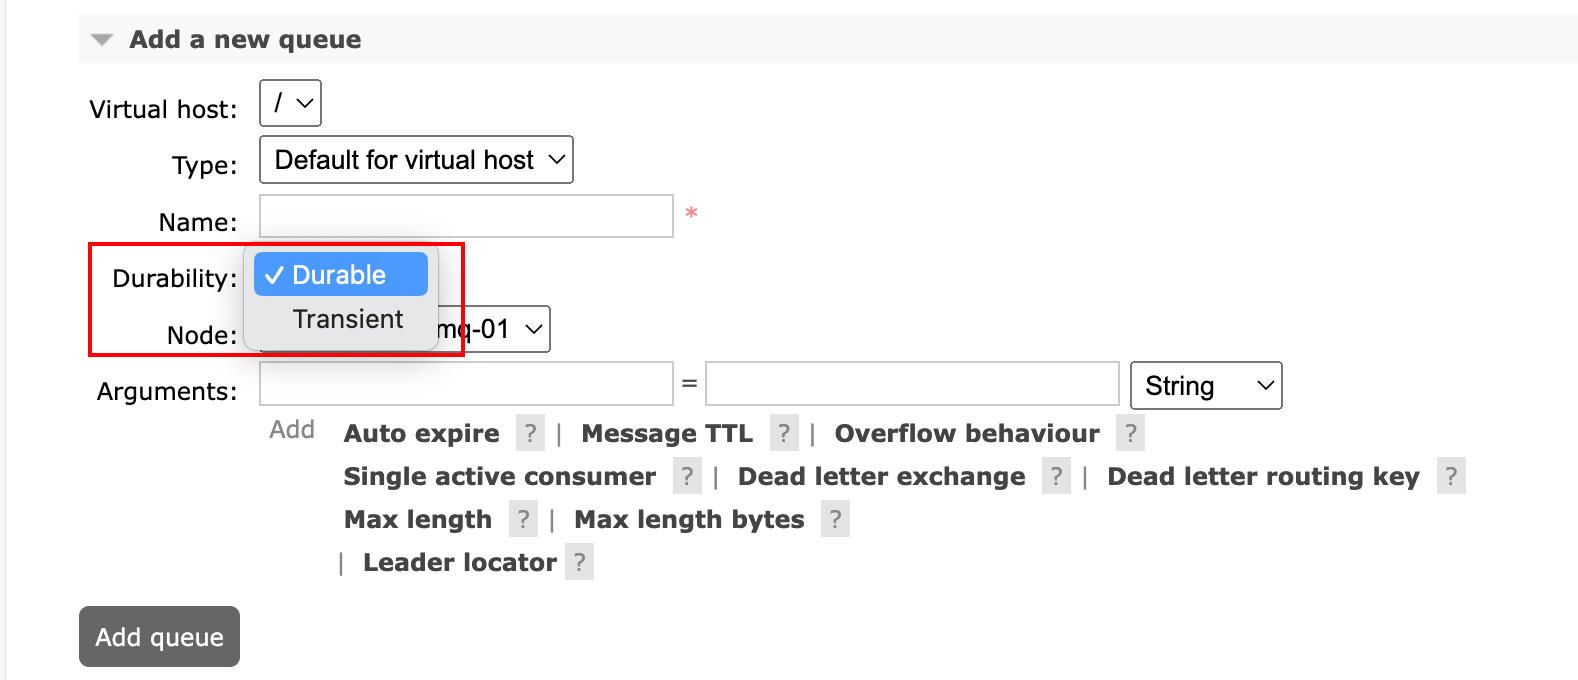 Add a new queue
Virtual host: /
Type: Default for virtual host
Name: *
Durability: ✓ Durable
Transient
Node: mq-01
Arguments: = String
Add Auto expire ? | Message TTL ? | Overflow behaviour ?
Single active consumer ? | Dead letter exchange ? | Dead letter routing key ?
Max length ? | Max length bytes ?
| Leader locator ?
Add queue